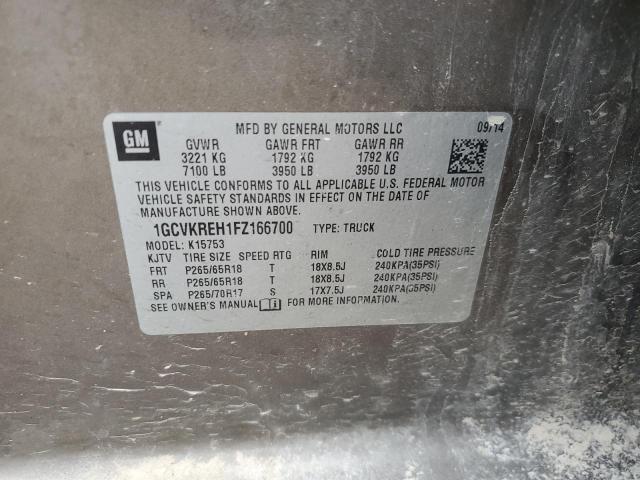 GM
MFD BY GENERAL MOTORS LLC 09/14
GVWR GAWR FRT GAWR RR
3221 KG 1792 KG 1792 KG
7100 LB 3950 LB 3950 LB
THIS VEHICLE CONFORMS TO ALL APPLICABLE U.S. FEDERAL MOTOR
VEHICLE SAFETY STANDARDS IN EFFECT ON THE DATE OF
MANUFACTURE SHOWN ABOVE.
1GCVKREH1FZ166700 TYPE: TRUCK
MODEL: K15753
KJTV TIRE SIZE SPEED RTG RIM COLD TIRE PRESSURE
FRT P265/65R18 T 18X8.5J 240KPA(35PSI)
RR P265/65R18 T 18X8.5J 240KPA(35PSI)
SPA P265/70R17 S 17X7.5J 240KPA(35PSI)
SEE OWNER'S MANUAL i FOR MORE INFORMATION.